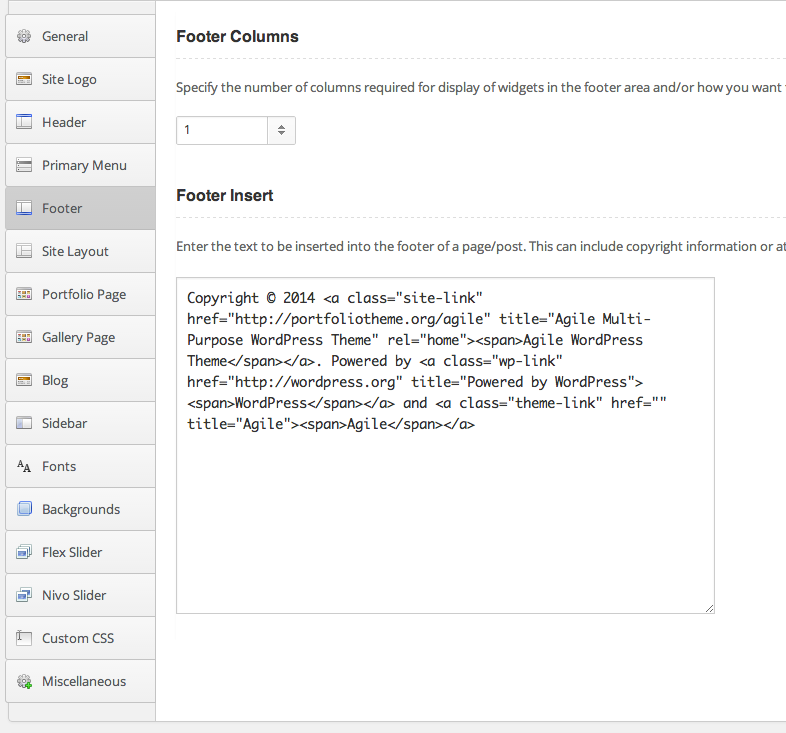 General
Site Logo
Header
Primary Menu
Footer
Site Layout
Portfolio Page
Gallery Page
Blog
Sidebar
Fonts
Backgrounds
Flex Slider
Nivo Slider
Custom CSS
Miscellaneous
Footer Columns
Specify the number of columns required for display of widgets in the footer area and/or how you want
1
Footer Insert
Enter the text to be inserted into the footer of a page/post. This can include copyright information or
Copyright © 2014 <a class="site-link"
href="http://portfoliotheme.org/agile" title="Agile Multi-
Purpose WordPress Theme" rel="home"><span>Agile WordPress
Theme</span></a>. Powered by <a class="wp-link"
href="http://wordpress.org" title="Powered by WordPress">
<span>WordPress</span></a> and <a class="theme-link" href=""
title="Agile"><span>Agile</span></a>